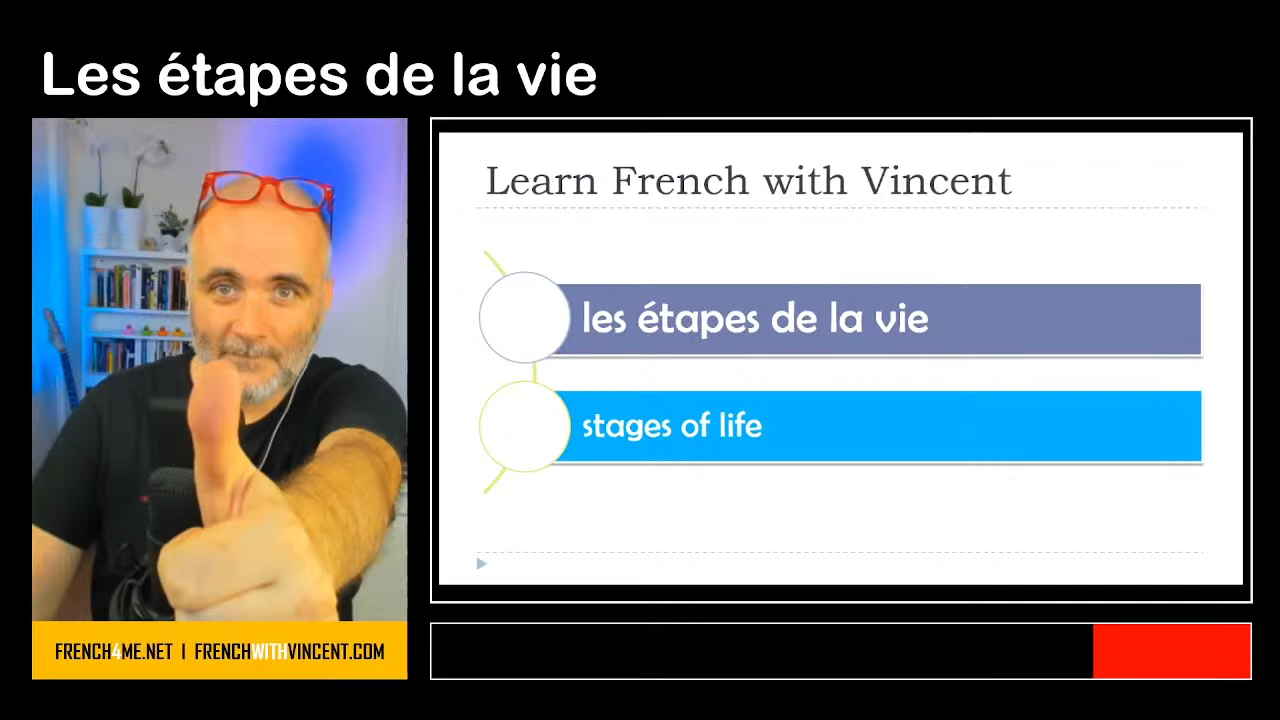 Les étapes de la vie
Learn French with Vincent
les étapes de la vie
stages of life
FRENCH4ME.NET I FRENCHWITHVINCENT.COM